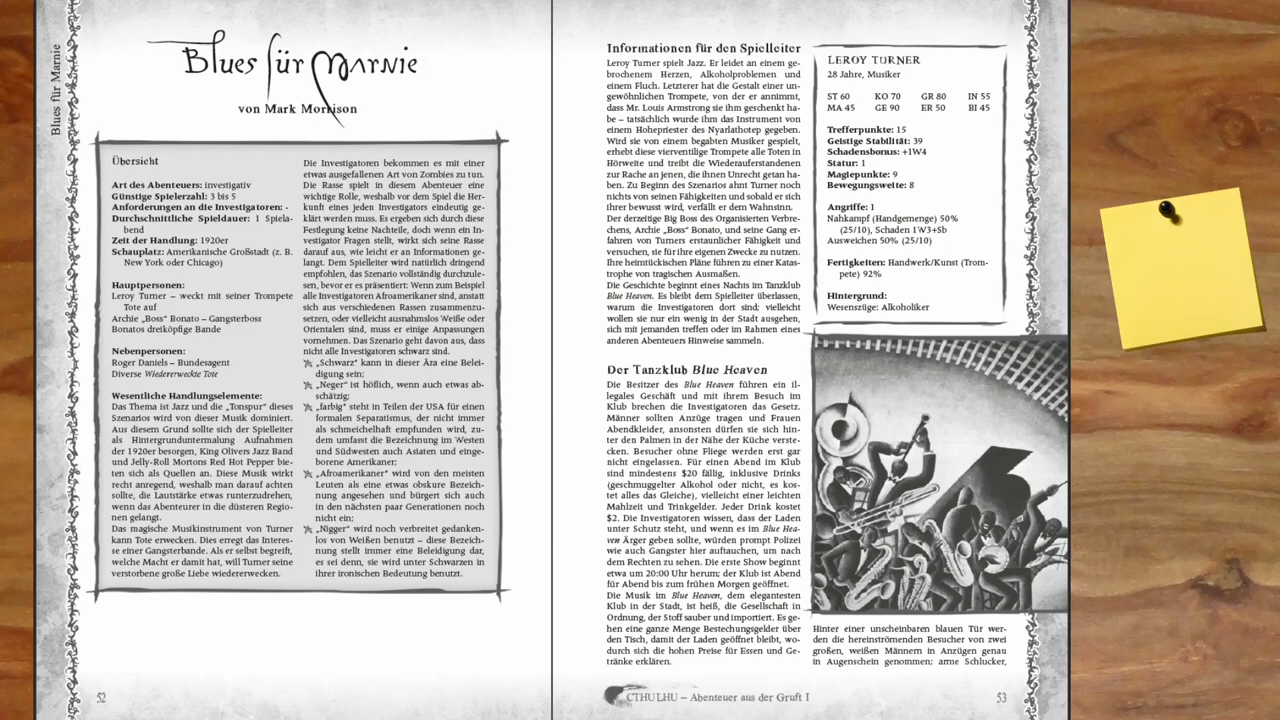 Blues für Marnie
Blues für Marnie
von Mark Morrison
Übersicht
Art des Abenteuers: investigativ
Günstige Spielerzahl: 3 bis 5
Anforderungen an die Investigatoren: -
Durchschnittliche Spieldauer: 1 Spiela-
bend
Zeit der Handlung: 1920er
Schauplatz: Amerikanische Großstadt (z. B.
New York oder Chicago)
Hauptpersonen:
Leroy Turner – weckt mit seiner Trompete
Tote auf
Archie „Boss“ Bonato – Gangsterboss
Bonatos dreiköpfige Bande
Nebenpersonen:
Roger Daniels – Bundesagent
Diverse Wiedererweckte Tote
Wesentliche Handlungselemente:
Das Thema ist Jazz und die „Tonspur“ dieses
Szenarios wird von dieser Musik dominiert.
Aus diesem Grund sollte sich der Spielleiter
als Hintergrunduntermalung Aufnahmen
der 1920er besorgen, King Olivers Jazz Band
und Jelly-Roll Mortons Red Hot Pepper bie-
ten sich als Quellen an. Diese Musik wirkt
recht anregend, weshalb man darauf achten
sollte, die Lautstärke etwas runterzudrehen,
wenn das Abenteurer in die düsteren Regio-
nen gelangt.
Das magische Musikinstrument von Turner
kann Tote erwecken. Dies erregt das Interes-
se einer Gangsterbande. Als er selbst begreift,
welche Macht er damit hat, will Turner seine
verstorbene große Liebe wiedererwecken.
Die Investigatoren bekommen es mit einer
etwas ausgefallenen Art von Zombies zu tun.
Die Rasse spielt in diesem Abenteuer eine
wichtige Rolle, weshalb vor dem Spiel die Her-
kunft eines jeden Investigators eindeutig ge-
klärt werden muss. Es ergeben sich durch diese
Festlegung keine Nachteile, doch wenn ein In-
vestigator Fragen stellt, wirkt sich seine Rasse
darauf aus, wie leicht er an Informationen ge-
langt. Dem Spielleiter wird natürlich dringend
empfohlen, das Szenario vollständig durchzule-
sen, bevor er es präsentiert: Wenn zum Beispiel
alle Investigatoren Afroamerikaner sind, anstatt
sich aus verschiedenen Rassen zusammenzu-
setzen, oder vielleicht ausnahmslos Weiße oder
Orientalen sind, muss er einige Anpassungen
vornehmen. Das Szenario geht davon aus, dass
nicht alle Investigatoren schwarz sind.
„Schwarz“ kann in dieser Ära eine Belei-
digung sein;
„Neger“ ist höflich, wenn auch etwas ab-
schätzig;
„farbig“ steht in Teilen der USA für einen
formalen Separatismus, der nicht immer
als schmeichelhaft empfunden wird, zu-
dem umfasst die Bezeichnung im Westen
und Südwesten auch Asiaten und einge-
borene Amerikaner;
„Afroamerikaner“ wird von den meisten
Leuten als eine etwas obskure Bezeich-
nung angesehen und bürgert sich auch
in den nächsten paar Generationen noch
nicht ein;
„Nigger“ wird noch verbreitet gedanken-
los von Weißen benutzt – diese Bezeich-
nung stellt immer eine Beleidigung dar,
es sei denn, sie wird unter Schwarzen in
ihrer ironischen Bedeutung benutzt.
52
Informationen für den Spielleiter
Leroy Turner spielt Jazz. Er leidet an einem ge-
brochenem Herzen, Alkoholproblemen und
einem Fluch. Letzterer hat die Gestalt einer un-
gewöhnlichen Trompete, von der er annimmt,
dass Mr. Louis Armstrong sie ihm geschenkt ha-
be – tatsächlich wurde ihm das Instrument von
einem Hohepriester des Nyarlathotep gegeben.
Wird sie von einem begabten Musiker gespielt,
erhebt diese vierventilige Trompete alle Toten in
Hörweite und treibt die Wiederauferstandenen
zur Rache an jenen, die ihnen Unrecht getan ha-
ben. Zu Beginn des Szenarios ahnt Turner noch
nichts von seinen Fähigkeiten und sobald er sich
ihrer bewusst wird, verfällt er dem Wahnsinn.
Der derzeitige Big Boss des Organisierten Verbre-
chens, Archie „Boss“ Bonato, und seine Gang er-
fahren von Turners erstaunlicher Fähigkeit und
versuchen, sie für ihre eigenen Zwecke zu nutzen.
Ihre heimtückischen Pläne führen zu einer Katas-
trophe von tragischen Ausmaßen.
Die Geschichte beginnt eines Nachts im Tanzklub
Blue Heaven. Es bleibt dem Spielleiter überlassen,
warum die Investigatoren dort sind; vielleicht
wollen sie nur ein wenig in der Stadt ausgehen,
sich mit jemanden treffen oder im Rahmen eines
anderen Abenteuers Hinweise sammeln.
Der Tanzklub Blue Heaven
Die Besitzer des Blue Heaven führen ein il-
legales Geschäft und mit ihrem Besuch im
Klub brechen die Investigatoren das Gesetz.
Männer sollten Anzüge tragen und Frauen
Abendkleider, ansonsten dürfen sie sich hin-
ter den Palmen in der Nähe der Küche verste-
cken. Besucher ohne Fliege werden erst gar
nicht eingelassen. Für einen Abend im Klub
sind mindestens $20 fällig, inklusive Drinks
(geschmuggelter Alkohol oder nicht, es kos-
tet alles das Gleiche), vielleicht einer leichten
Mahlzeit und Trinkgelder. Jeder Drink kostet
$2. Die Investigatoren wissen, dass der Laden
unter Schutz steht, und wenn es im Blue Hea-
ven Ärger geben sollte, würden prompt Polizei
wie auch Gangster hier auftauchen, um nach
dem Rechten zu sehen. Die erste Show beginnt
etwa um 20:00 Uhr herum; der Klub ist Abend
für Abend bis zum frühen Morgen geöffnet.
Die Musik im Blue Heaven, dem elegantesten
Klub in der Stadt, ist heiß, die Gesellschaft in
Ordnung, der Stoff sauber und importiert. Es ge-
hen eine ganze Menge Bestechungsgelder über
den Tisch, damit der Laden geöffnet bleibt, wo-
durch sich die hohen Preise für Essen und Ge-
tränke erklären.
LEROY TURNER
28 Jahre, Musiker
ST 60 KO 70 GR 80 IN 55
MA 45 GE 90 ER 50 BI 45
Trefferpunkte: 15
Geistige Stabilität: 39
Schadensbonus: +1W4
Statur: 1
Magiepunkte: 9
Bewegungsweite: 8
Angriffe: 1
Nahkampf (Handgemenge) 50%
(25/10), Schaden 1W3+Sb
Ausweichen 50% (25/10)
Fertigkeiten: Handwerk/Kunst (Trom-
pete) 92%
Hintergrund:
Wesenszüge: Alkoholiker
Hinter einer unscheinbaren blauen Tür wer-
den die hereinströmenden Besucher von zwei
großen, weißen Männern in Anzügen genau
in Augenschein genommen; arme Schlucker,
CTHULHU – Abenteuer aus der Gruft I
53